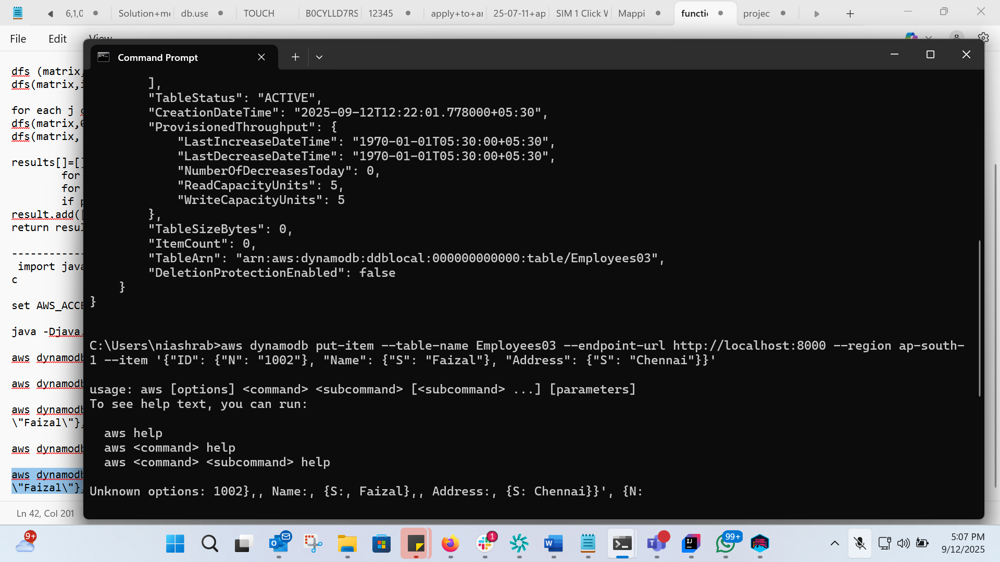 6,1,0
Solution+me
db.use
TOUCH
B0CYLLD7RS
12345
apply+to+an
25-07-11+ap
SIM 1 Click W
Mappi
functi
projec
File
Edit
View
Command Prompt
dfs (matrix,
dfs(matrix,i
for each j
dfs(matrix,0
dfs(matrix,
results[]=[]
for
for
if p
result.add([
return resul
------------
import java
c
set AWS_ACCE
java -Djava.
aws dynamodb
aws dynamodb
aws dynamodb
\"Faizal\"},
aws dynamodb
aws dynamodb
\"Faizal\"},
Ln 42, Col 201
],
"TableStatus": "ACTIVE",
"CreationDateTime": "2025-09-12T12:22:01.778000+05:30",
"ProvisionedThroughput": {
"LastIncreaseDateTime": "1970-01-01T05:30:00+05:30",
"LastDecreaseDateTime": "1970-01-01T05:30:00+05:30",
"NumberOfDecreasesToday": 0,
"ReadCapacityUnits": 5,
"WriteCapacityUnits": 5
},
"TableSizeBytes": 0,
"ItemCount": 0,
"TableArn": "arn:aws:dynamodb:ddblocal:000000000000:table/Employees03",
"DeletionProtectionEnabled": false
}
}
C:\Users\niashrab>aws dynamodb put-item --table-name Employees03 --endpoint-url http://localhost:8000 --region ap-south-
1 --item '{"ID": {"N": "1002"}, "Name": {"S": "Faizal"}, "Address": {"S": "Chennai"}}'
usage: aws [options] <command> <subcommand> [<subcommand> ...] [parameters]
To see help text, you can run:
aws help
aws <command> help
aws <command> <subcommand> help
Unknown options: 1002},, Name:, {S:, Faizal},, Address:, {S: Chennai}}', {N:
9+
1
99+
5:07 PM
9/12/2025